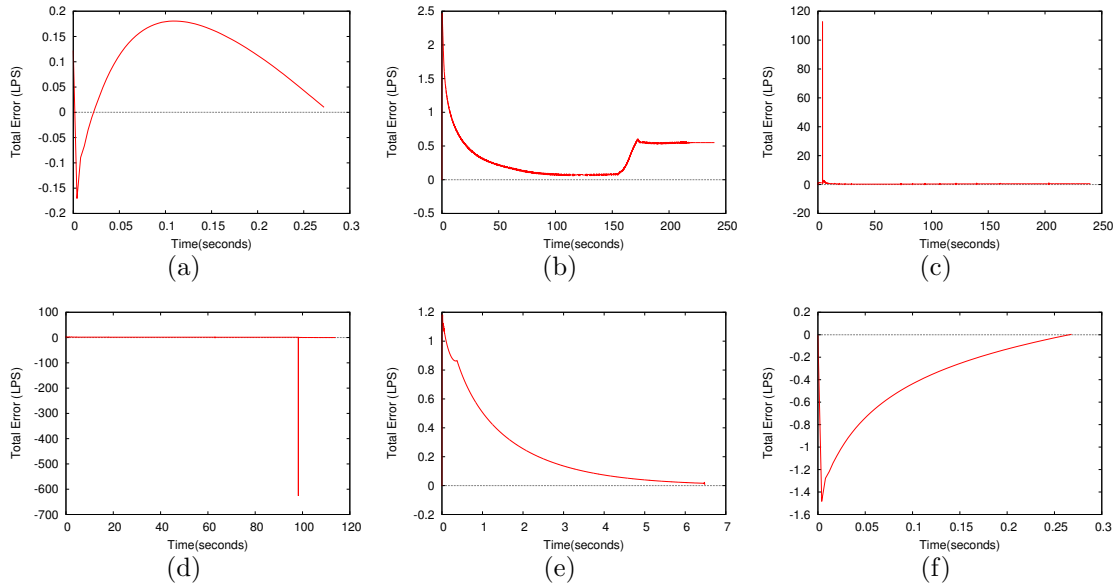 0.2
0.15
0.1
0.05
0
-0.05
-0.1
-0.15
-0.2
Total Error (LPS)
0 0.05 0.1 0.15 0.2 0.25 0.3
Time(seconds)
(a)
2.5
2
1.5
1
0.5
0
-0.5
Total Error (LPS)
0 50 100 150 200 250
Time(seconds)
(b)
120
100
80
60
40
20
0
-20
Total Error (LPS)
0 50 100 150 200 250
Time(seconds)
(c)
100
0
-100
-200
-300
-400
-500
-600
-700
Total Error (LPS)
0 20 40 60 80 100 120
Time(seconds)
(d)
1.2
1
0.8
0.6
0.4
0.2
0
-0.2
Total Error (LPS)
0 1 2 3 4 5 6 7
Time(seconds)
(e)
0.2
0
-0.2
-0.4
-0.6
-0.8
-1
-1.2
-1.4
-1.6
Total Error (LPS)
0 0.05 0.1 0.15 0.2 0.25 0.3
Time(seconds)
(f)